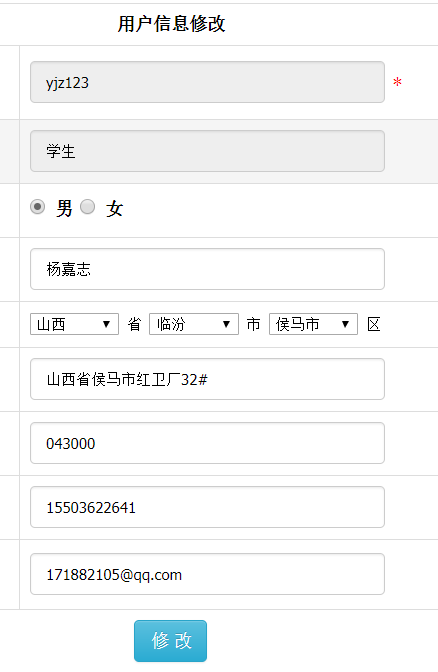 用户信息修改
yjz123 *
学生
男 女
杨嘉志
山西 省 临汾 市 侯马市 区
山西省侯马市红卫厂32#
043000
15503622641
171882105@qq.com
修 改